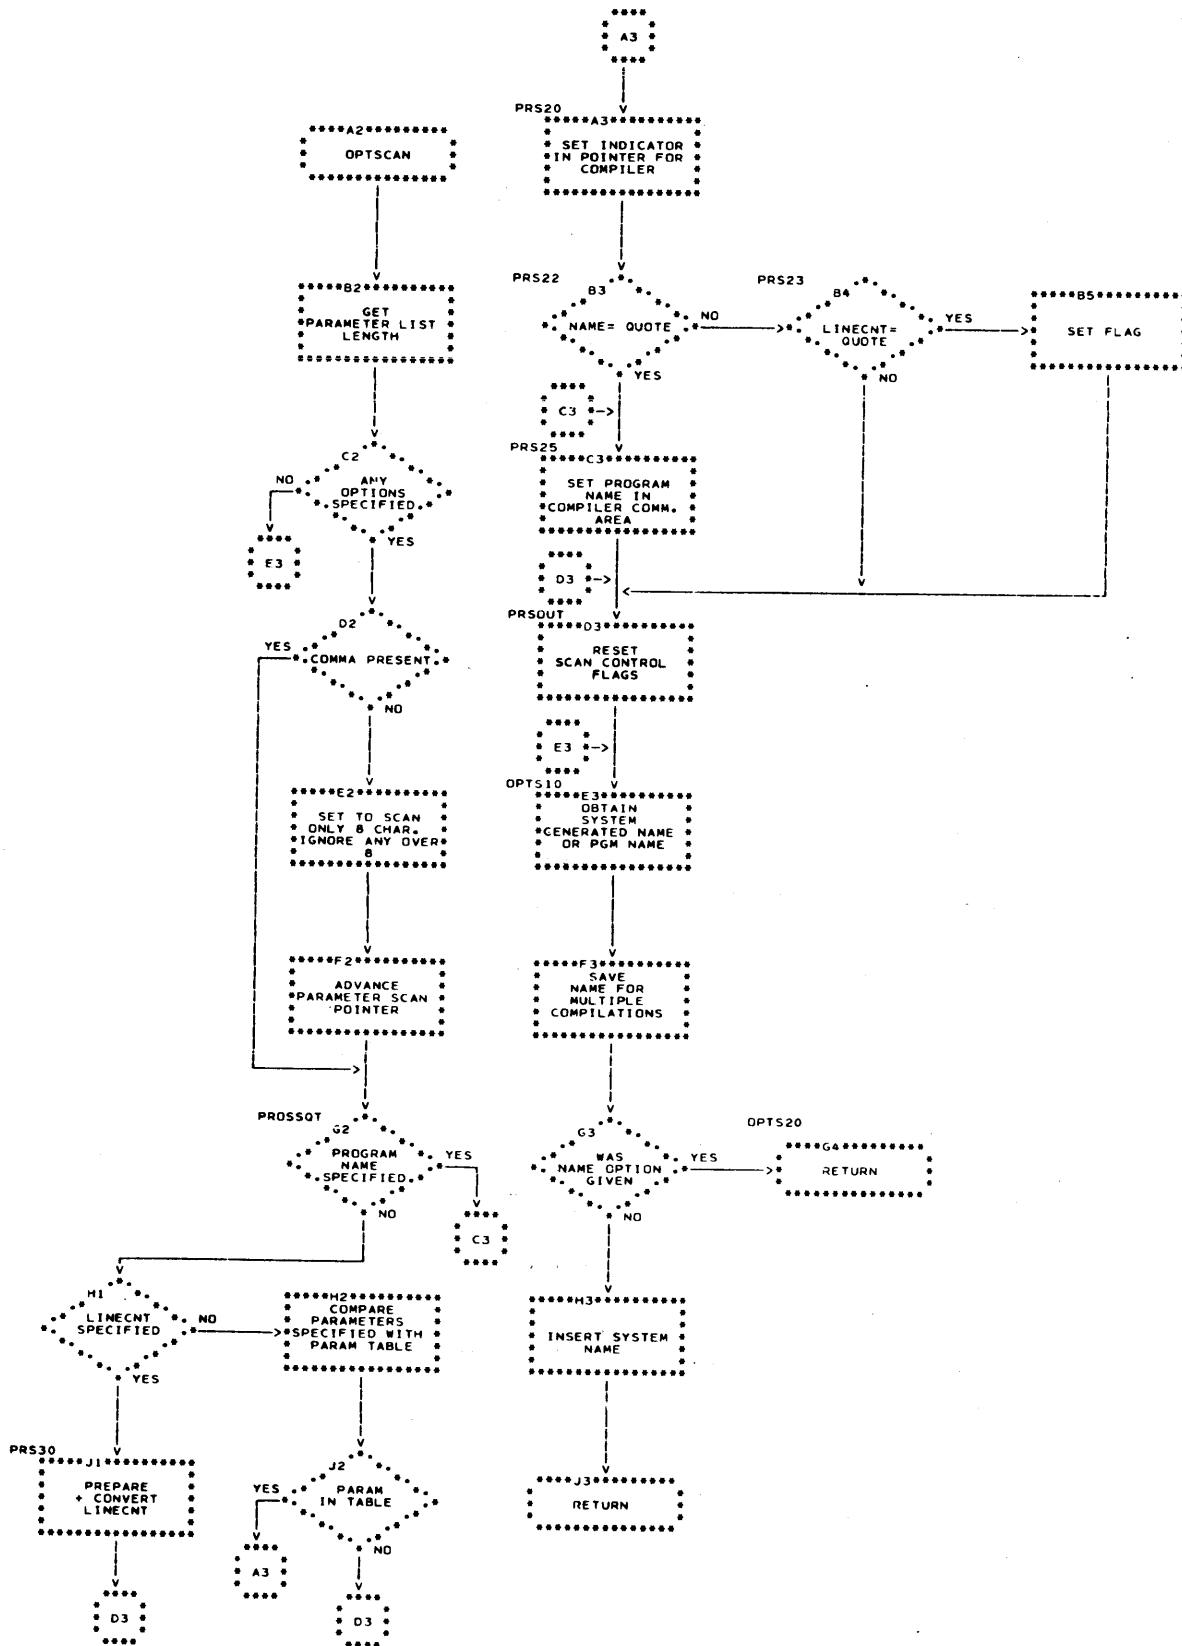 A3
PRS20
A3
SET INDICATOR
IN POINTER FOR
COMPILER
A2
OPTSCAN
B2
GET
PARAMETER LIST
LENGTH
PRS22
B3
NAME= QUOTE
NO
YES
PRS23
B4
LINECNT=
QUOTE
YES
NO
B5
SET FLAG
C3
PRS25
C3
SET PROGRAM
NAME IN
COMPILER COMM.
AREA
C2
ANY
OPTIONS
SPECIFIED
NO
YES
E3
D3
PRSOUT
D3
RESET
SCAN CONTROL
FLAGS
D2
COMMA PRESENT
YES
NO
E3
OPTS10
E3
OBTAIN
SYSTEM
CENERATED NAME
OR PGM NAME
E2
SET TO SCAN
ONLY 8 CHAR.
IGNORE ANY OVER
8
F2
ADVANCE
PARAMETER SCAN
POINTER
F3
SAVE
NAME FOR
MULTIPLE
COMPILATIONS
PROSSQT
G2
PROGRAM
NAME
SPECIFIED
YES
NO
C3
G3
WAS
NAME OPTION
GIVEN
YES
NO
OPTS20
G4
RETURN
H1
LINECNT
SPECIFIED
NO
YES
H2
COMPARE
PARAMETERS
SPECIFIED WITH
PARAM TABLE
H3
INSERT SYSTEM
NAME
PRS30
J1
PREPARE
+ CONVERT
LINECNT
J2
PARAM
IN TABLE
YES
NO
J3
RETURN
A3
D3
D3